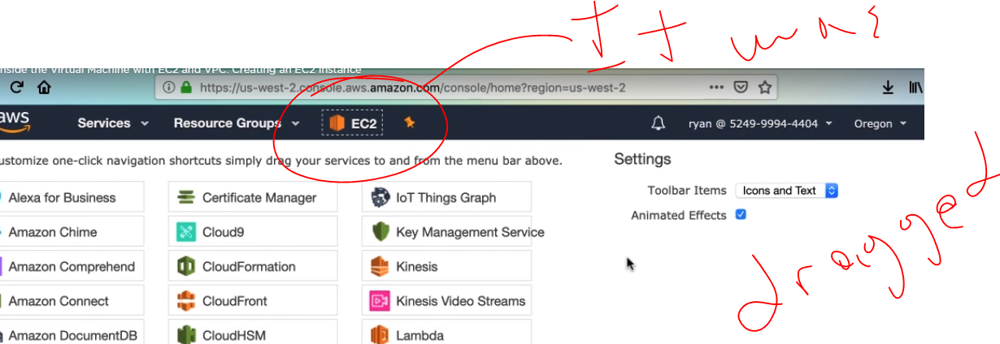 It was
nside the Virtual Machine with EC2 and VPC: Creating an EC2 Instance
https://us-west-2.console.aws.amazon.com/console/home?region=us-west-2
aws Services Resource Groups EC2 ryan @ 5249-9994-4404 Oregon
ustomize one-click navigation shortcuts simply drag your services to and from the menu bar above.
Settings
Toolbar Items Icons and Text
Animated Effects
Alexa for Business Certificate Manager IoT Things Graph
Amazon Chime Cloud9 Key Management Service
Amazon Comprehend CloudFormation Kinesis
Amazon Connect CloudFront Kinesis Video Streams
Amazon DocumentDB CloudHSM Lambda
dragged